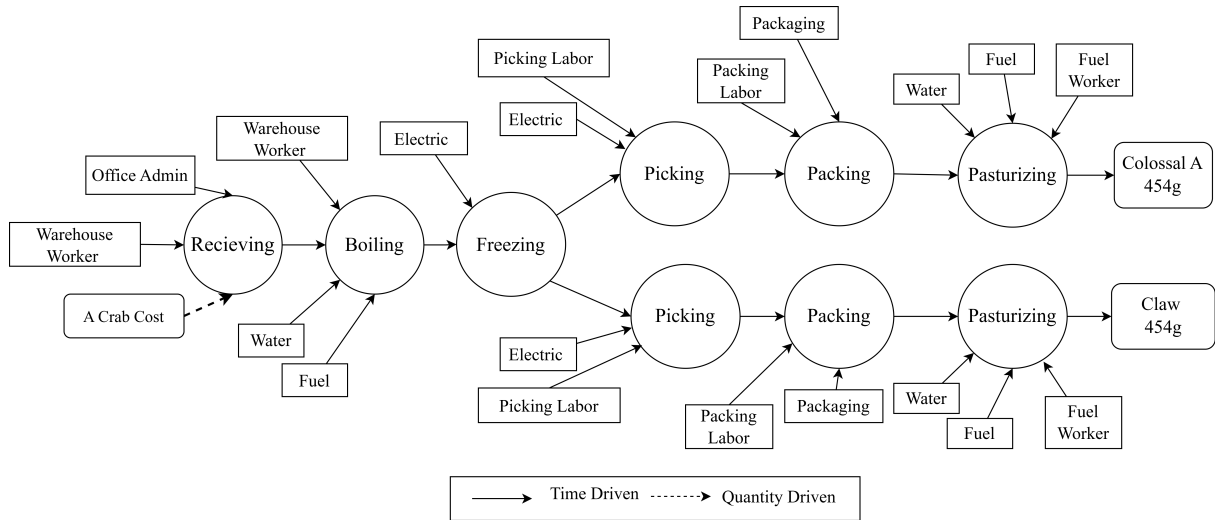 Packaging
Picking Labor
Packing
Labor
Fuel
Fuel
Worker
Water
Electric
Warehouse
Worker
Electric
Office Admin
Picking
Packing
Pasturizing
Colossal A
454g
Warehouse
Worker
Recieving
Boiling
Freezing
A Crab Cost
Water
Fuel
Picking
Packing
Pasturizing
Claw
454g
Electric
Picking Labor
Packing
Labor
Packaging
Water
Fuel
Fuel
Worker
Time Driven
Quantity Driven